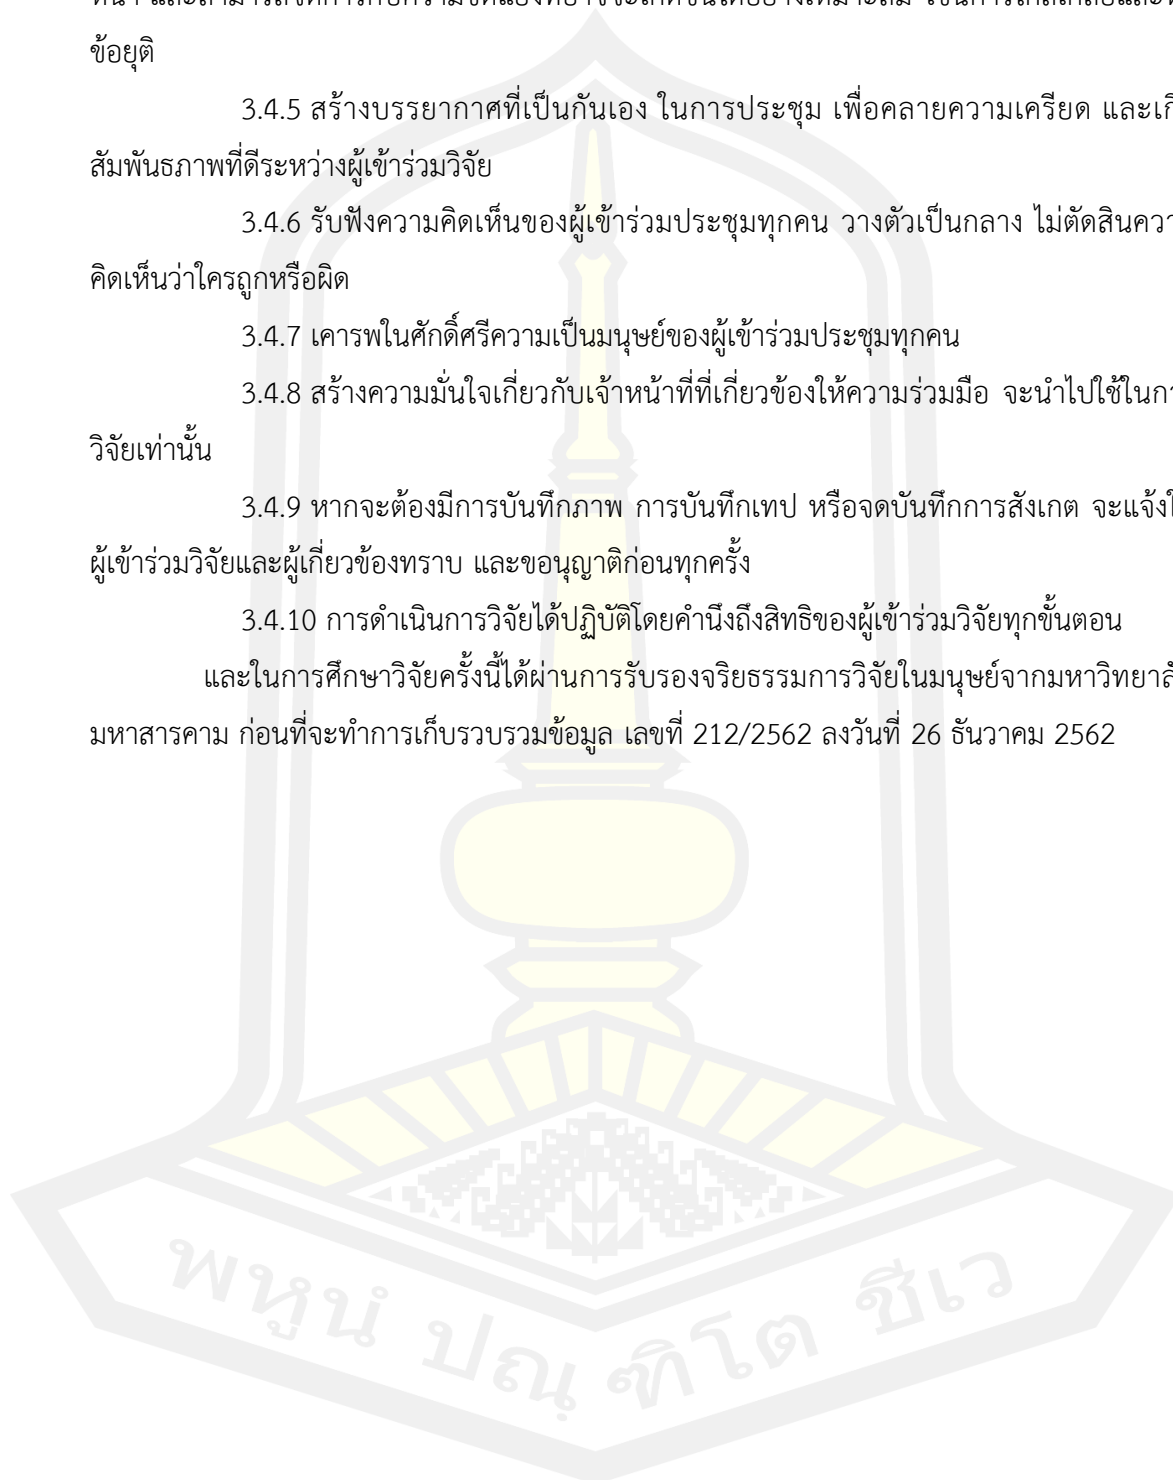 ข้อยุติ
3.4.5 สร้างบรรยากาศที่เป็นกันเอง ในการประชุม เพื่อคลายความเครียด และ
สัมพันธภาพที่ดีระหว่างผู้เข้าร่วมวิจัย
3.4.6 รับฟังความคิดเห็นของผู้เข้าร่วมประชุมทุกคน วางตัวเป็นกลาง ไม่ตัดสิน
คิดเห็นว่าใครถูกหรือผิด
3.4.7 เคารพในศักดิ์ศรีความเป็นมนุษย์ของผู้เข้าร่วมประชุมทุกคน
3.4.8 สร้างความมั่นใจเกี่ยวกับเจ้าหน้าที่ที่เกี่ยวข้องให้ความร่วมมือ จะนำไปใช้ใน
วิจัยเท่านั้น
3.4.9 หากจะต้องมีการบันทึกภาพ การบันทึกเทป หรือจดบันทึกการสังเกต จะแจ้ง
ผู้เข้าร่วมวิจัยและผู้เกี่ยวข้องทราบ และขอนุญาติก่อนทุกครั้ง
3.4.10 การดำเนินการวิจัยได้ปฏิบัติโดยคำนึงถึงสิทธิของผู้เข้าร่วมวิจัยทุกขั้นตอน
และในการศึกษาวิจัยครั้งนี้ได้ผ่านการรับรองจริยธรรมการวิจัยในมนุษย์จาก
มหาสารคาม ก่อนที่จะทำการเก็บรวบรวมข้อมูล เลขที่ 212/2562 ลงวันที่ 26 ธันวาคม 2562
พหูนํ ปณฺฑิโต ชีเว